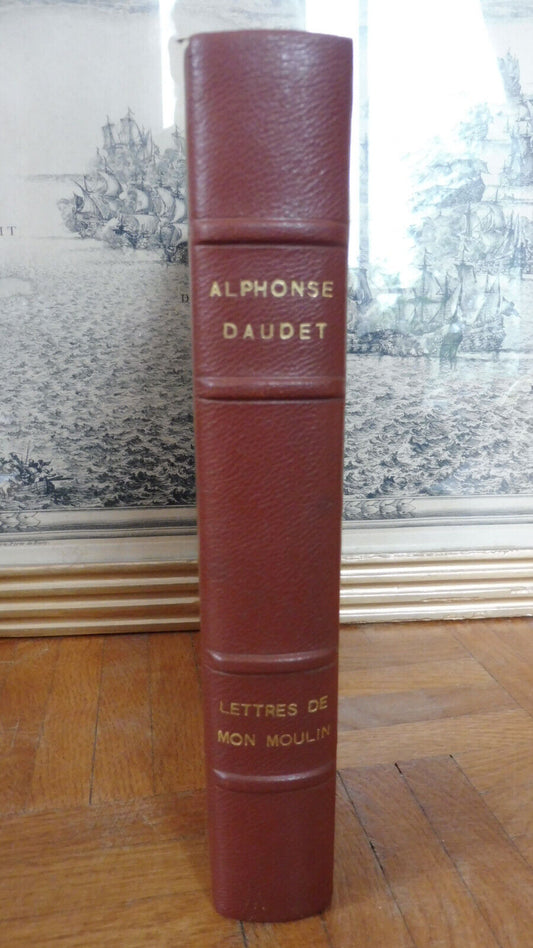 ALPHONSE
DAUDET
LETTRES DE
MON MOULIN